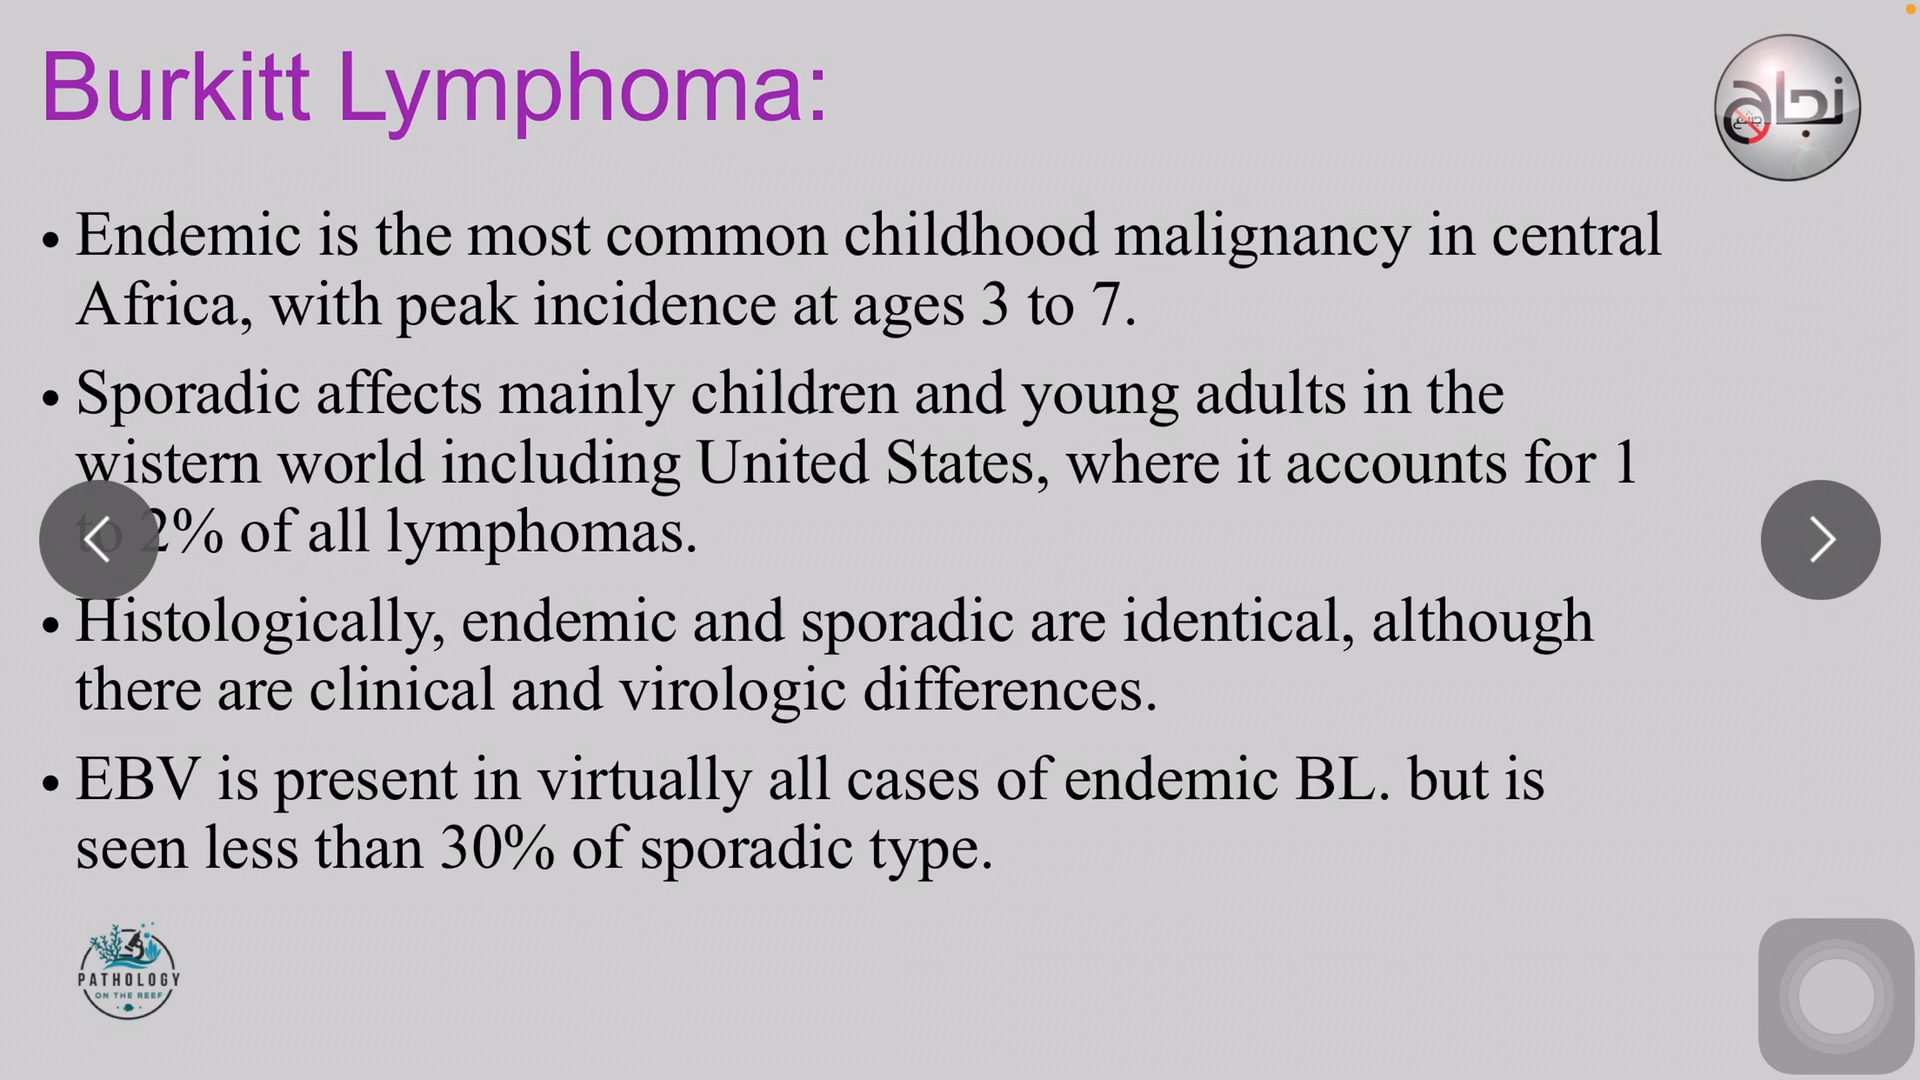 Burkitt Lymphoma:
• Endemic is the most common childhood malignancy in central
Africa, with peak incidence at ages 3 to 7.
• Sporadic affects mainly children and young adults in the
wistern world including United States, where it accounts for 1
to 2% of all lymphomas.
• Histologically, endemic and sporadic are identical, although
there are clinical and virologic differences.
• EBV is present in virtually all cases of endemic BL. but is
seen less than 30% of sporadic type.
PATHOLOGY
ON THE REEF